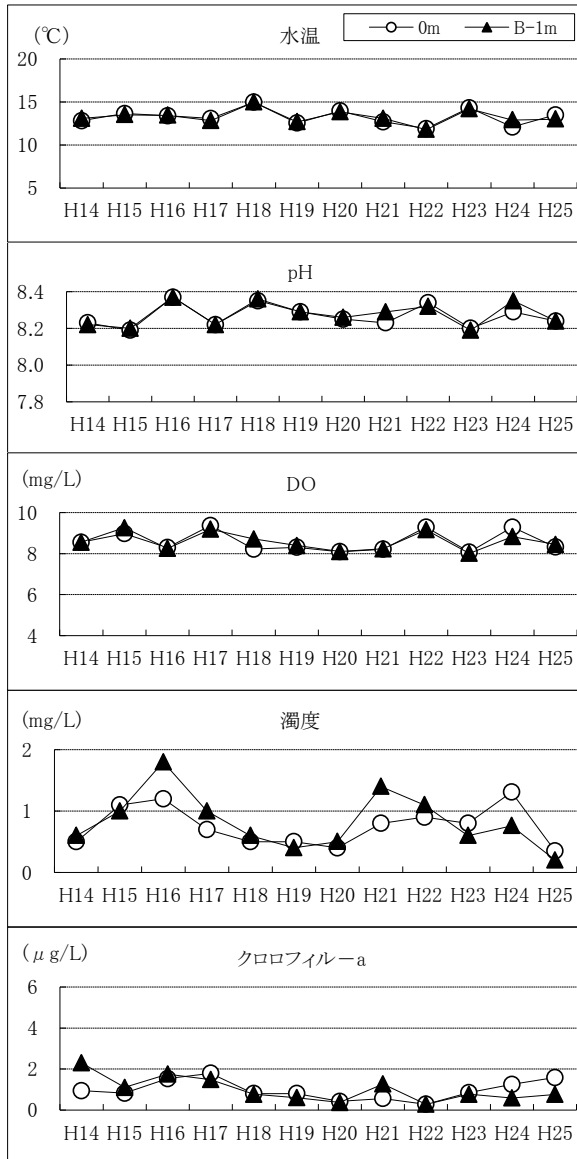 (℃)
水温
0m
B-1m
20
15
10
5
H14 H15 H16 H17 H18 H19 H20 H21 H22 H23 H24 H25
pH
8.4
8.2
8.0
7.8
H14 H15 H16 H17 H18 H19 H20 H21 H22 H23 H24 H25
(mg/L)
DO
10
8
6
4
H14 H15 H16 H17 H18 H19 H20 H21 H22 H23 H24 H25
(mg/L)
濁度
2
1
0
H14 H15 H16 H17 H18 H19 H20 H21 H22 H23 H24 H25
(μg/L)
クロロフィル－a
6
4
2
0
H14 H15 H16 H17 H18 H19 H20 H21 H22 H23 H24 H25